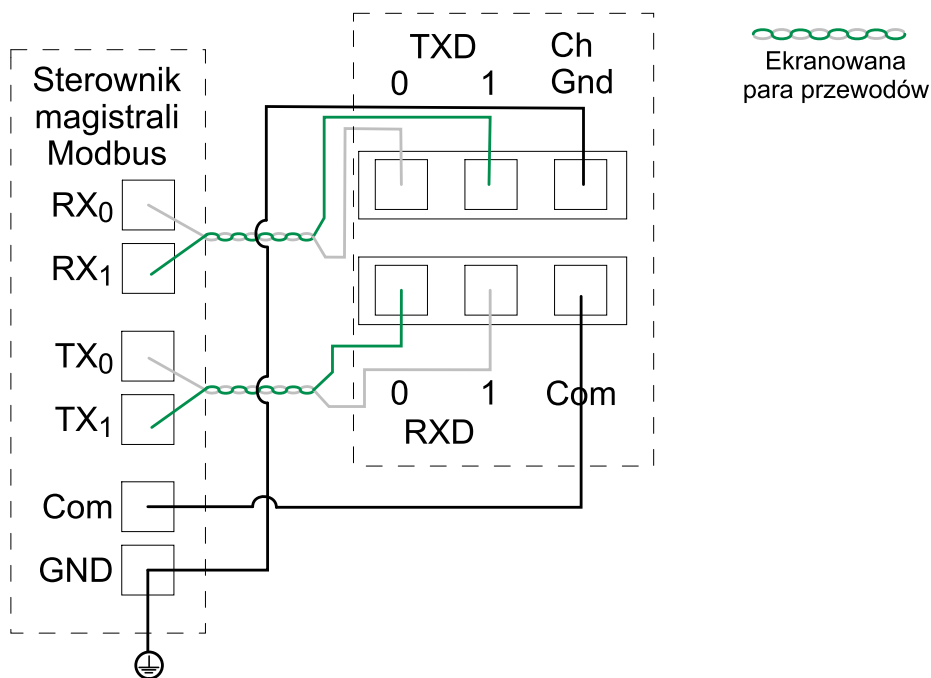 Sterownik
magistrali
Modbus
RX0
RX1
TX0
TX1
Com
GND
TXD
0 1
Ch
Gnd
0 1 Com
RXD
Ekranowana
para przewodów